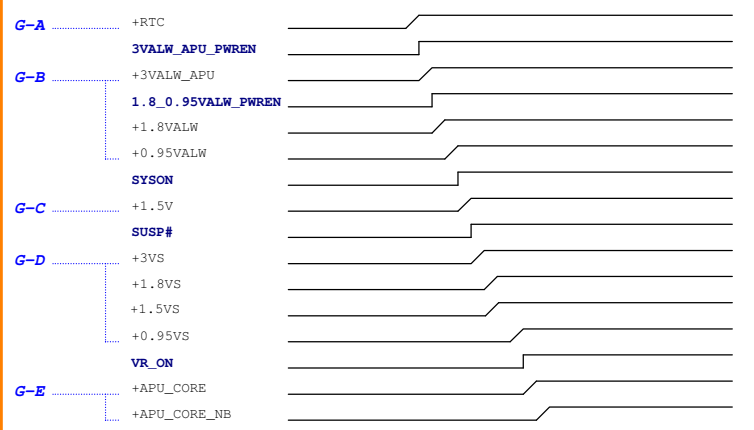 G-A +RTC
3VALW_APU_PWREN
G-B +3VALW_APU
1.8_0.95VALW_PWREN
+1.8VALW
+0.95VALW
SYSON
G-C +1.5V
SUSP#
G-D +3VS
+1.8VS
+1.5VS
+0.95VS
VR_ON
G-E +APU_CORE
+APU_CORE_NB